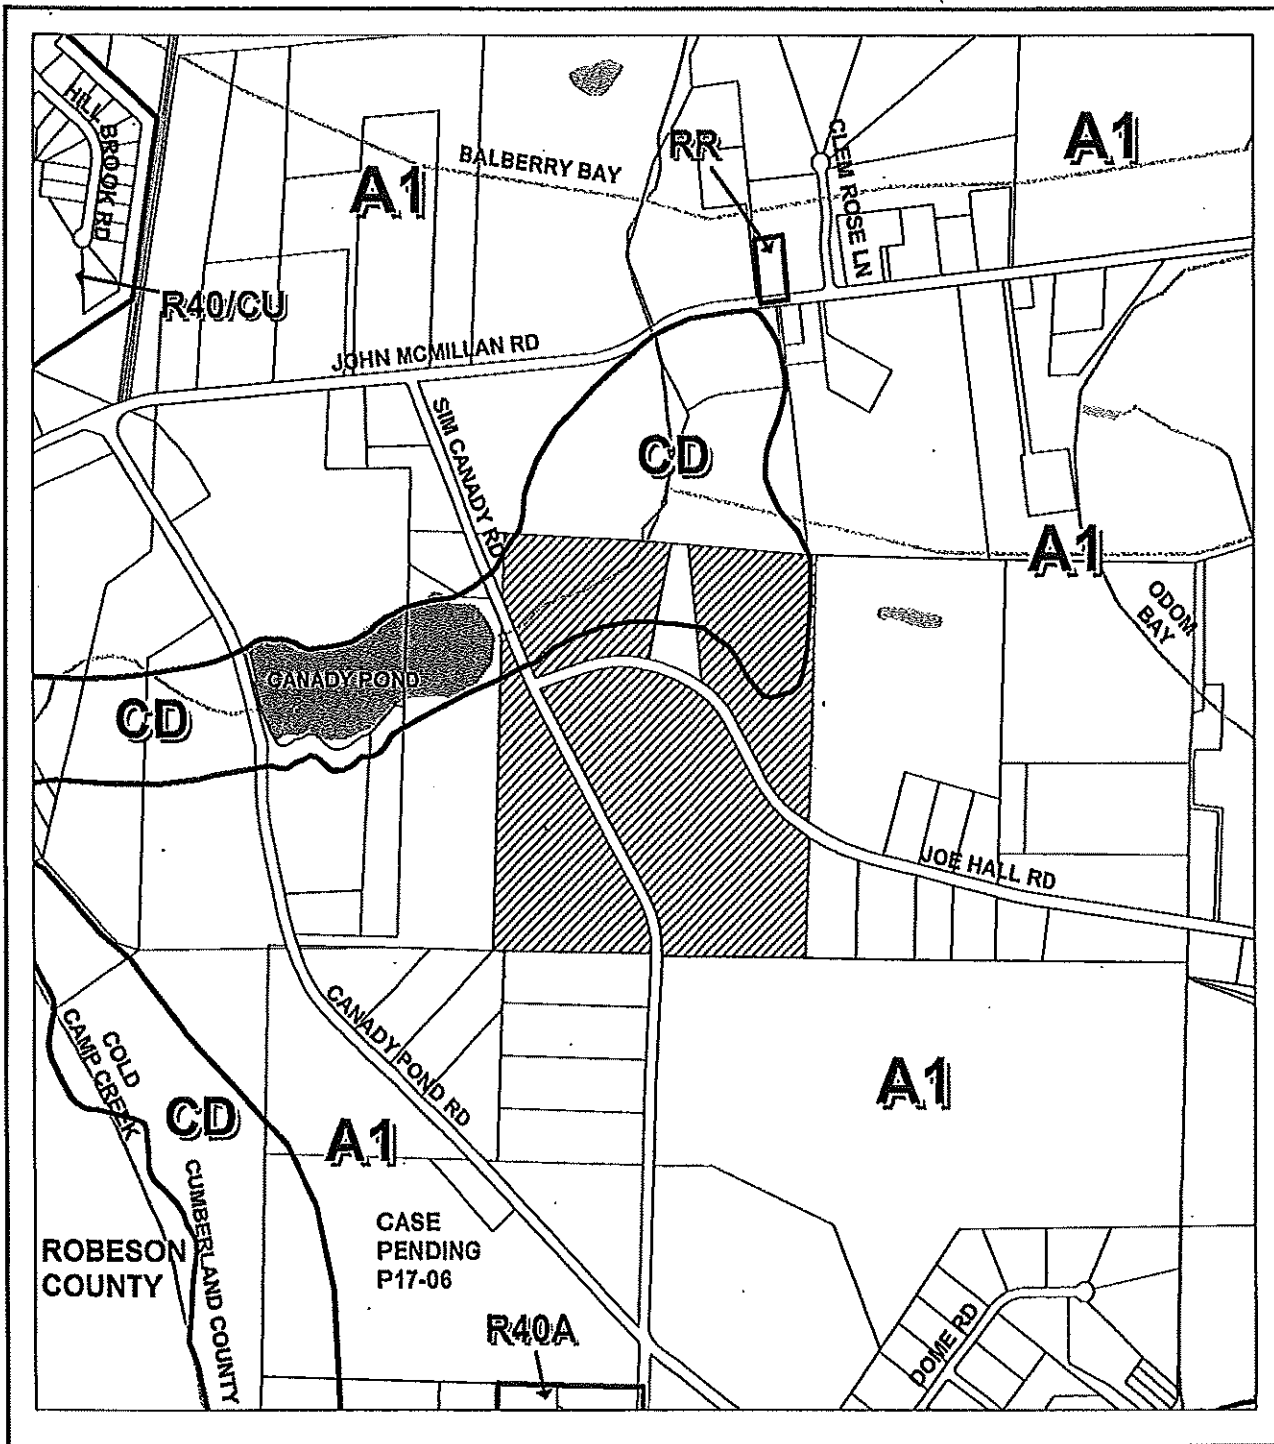 HILL
BROOK RD
A1
BALBERRY BAY
RR
CLEM ROSE LN
A1
R40/CU
JOHN MCMILLAN RD
SIM CANADY RD
CD
A1
ODOM
BAY
CANADY POND
CD
JOE HALL RD
CANADY POND RD
COLD
CAMP CREEK
CD
A1
A1
CUMBERLAND COUNTY
ROBESON
COUNTY
CASE
PENDING
P17-06
R40A
DOME RD